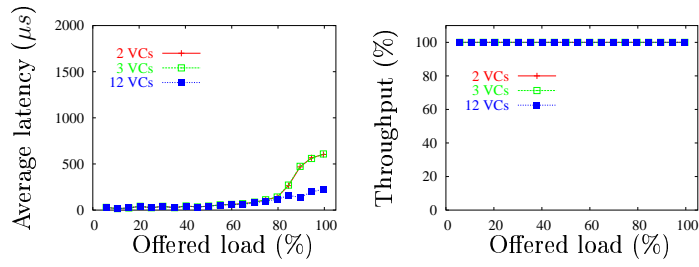 Average latency (μs)
2000
1500
1000
500
0
2 VCs
3 VCs
12 VCs
0 20 40 60 80 100
Offered load (%)
Throughput (%)
100
80
60
40
20
0
2 VCs
3 VCs
12 VCs
0 20 40 60 80 100
Offered load (%)